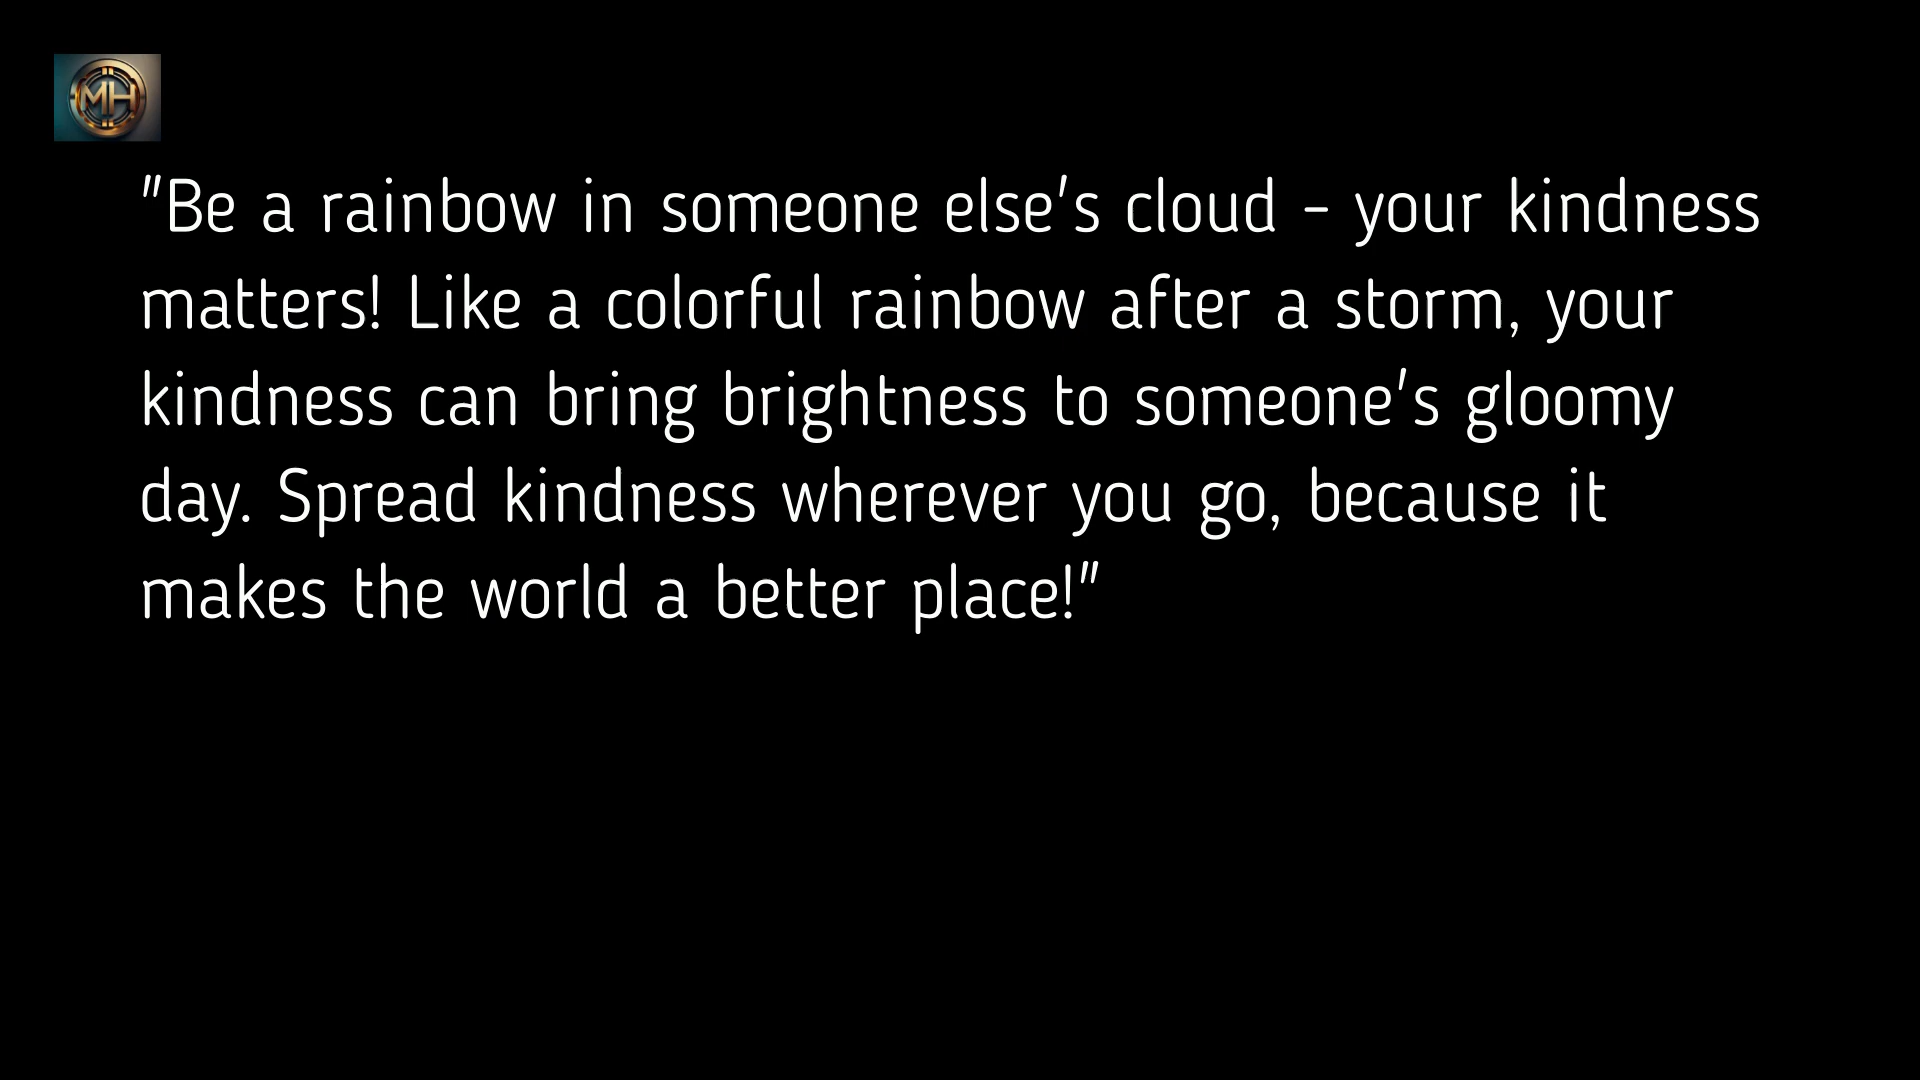 MH
"Be a rainbow in someone else's cloud - your kindness
matters! Like a colorful rainbow after a storm, your
kindness can bring brightness to someone's gloomy
day. Spread kindness wherever you go, because it
makes the world a better place!"